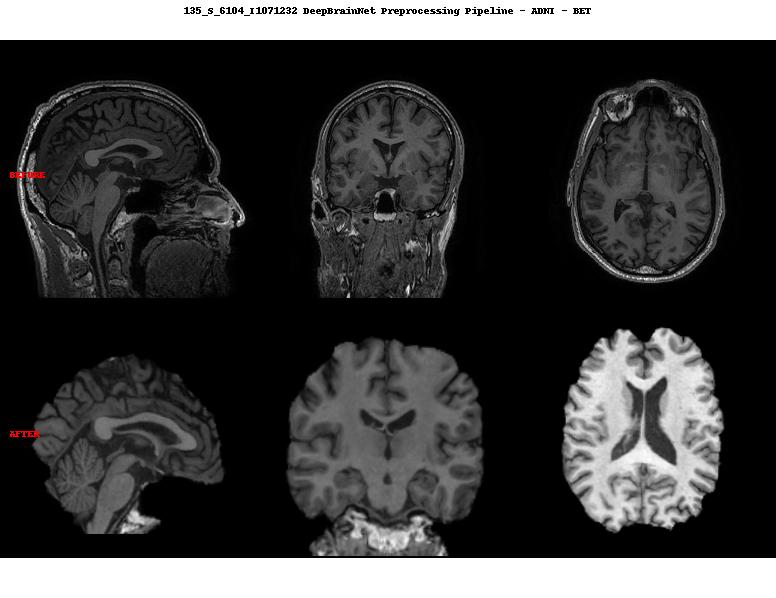 135_S_6104_I1071232 DeepBrainNet Preprocessing Pipeline - ADNI - BET
BEFORE
AFTER